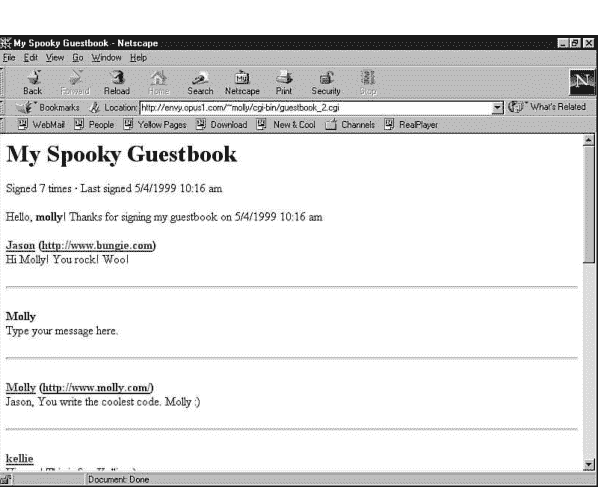 My Spooky Guestbook - Netscape
File Edit View Go Window Help
Back Forward Reload Home Search Netscape Print Security Stop
Bookmarks Location: http://envy.opus1.com/~molly/cgi-bin/guestbook_2.cgi What's Related
WebMail People Yellow Pages Download New & Cool Channels RealPlayer
My Spooky Guestbook
Signed 7 times · Last signed 5/4/1999 10:16 am
Hello, molly! Thanks for signing my guestbook on 5/4/1999 10:16 am
Jason (http://www.bungie.com)
Hi Molly! You rock! Woo!
Molly
Type your message here.
Molly (http://www.molly.com/)
Jason, You write the coolest code. Molly :)
kellie
Document: Done